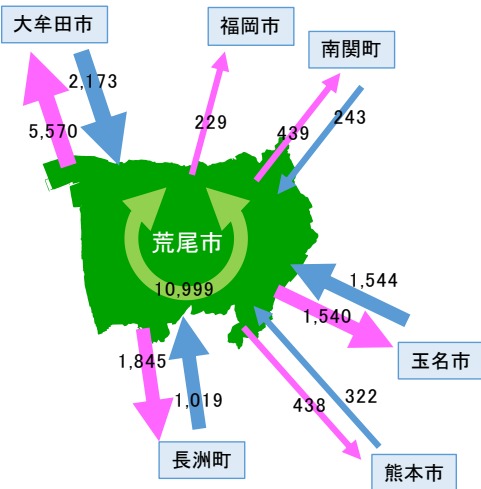 大牟田市
福岡市
南関町
2,173
5,570
229
439
243
荒尾市
10,999
1,544
1,540
玉名市
1,845
1,019
438
322
長洲町
熊本市